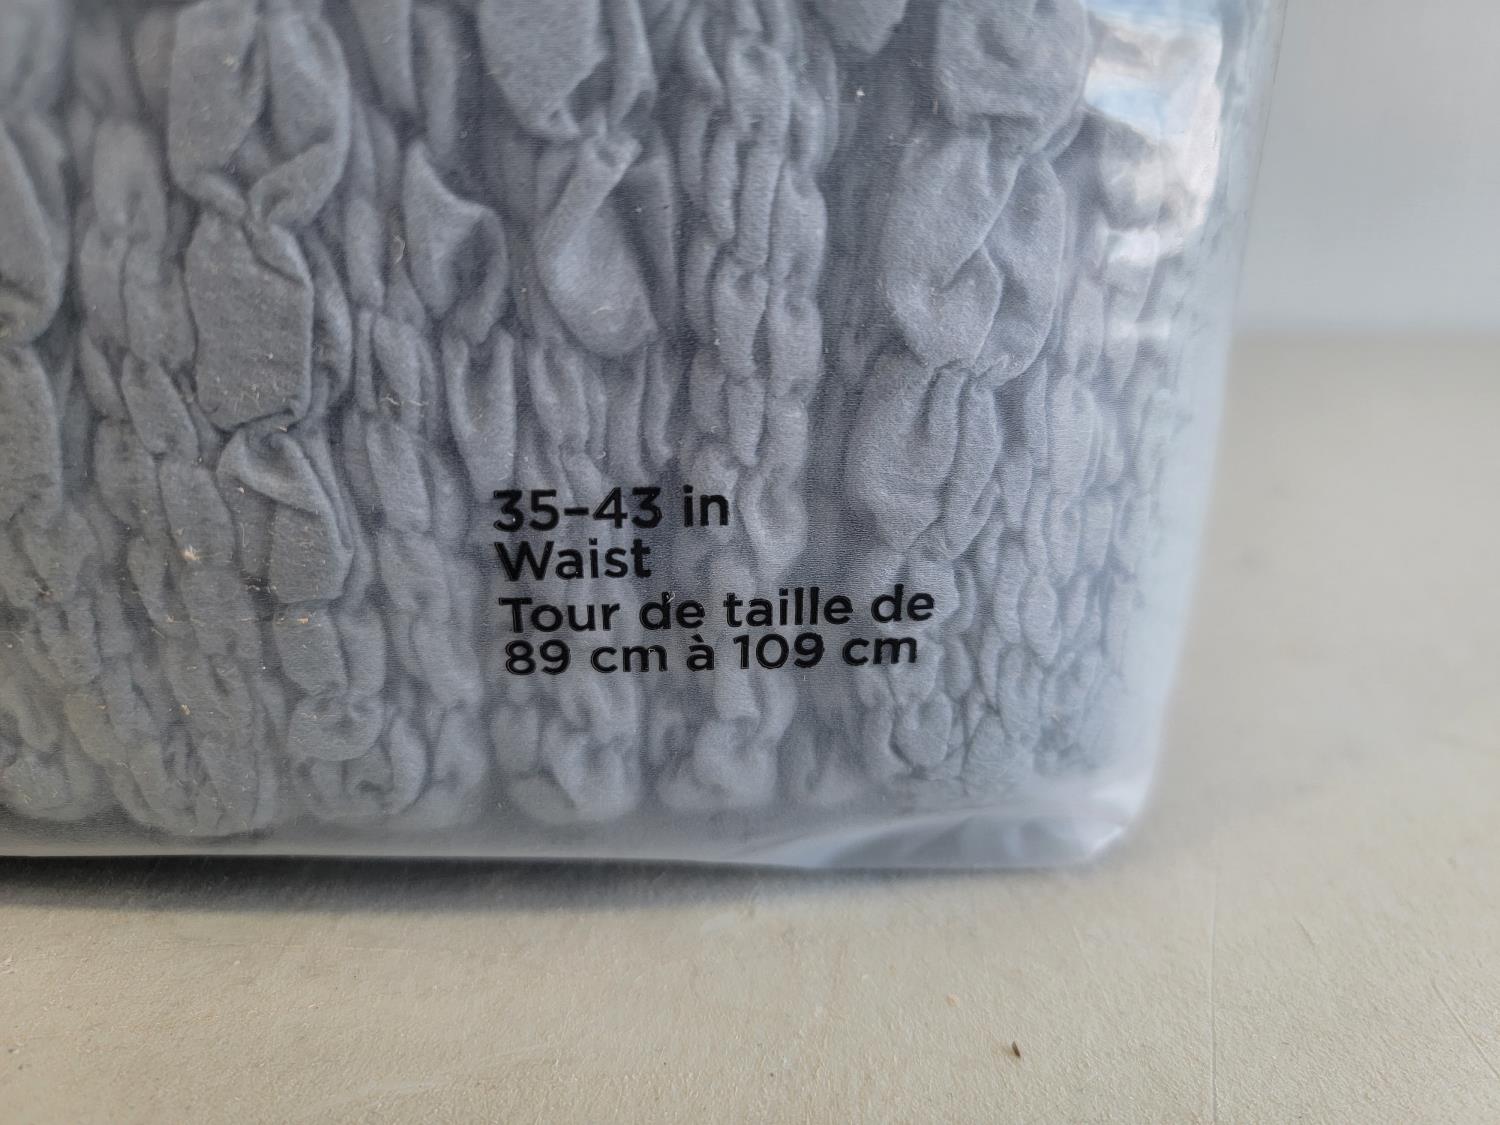 35–43 in
Waist
Tour de taille de
89 cm à 109 cm